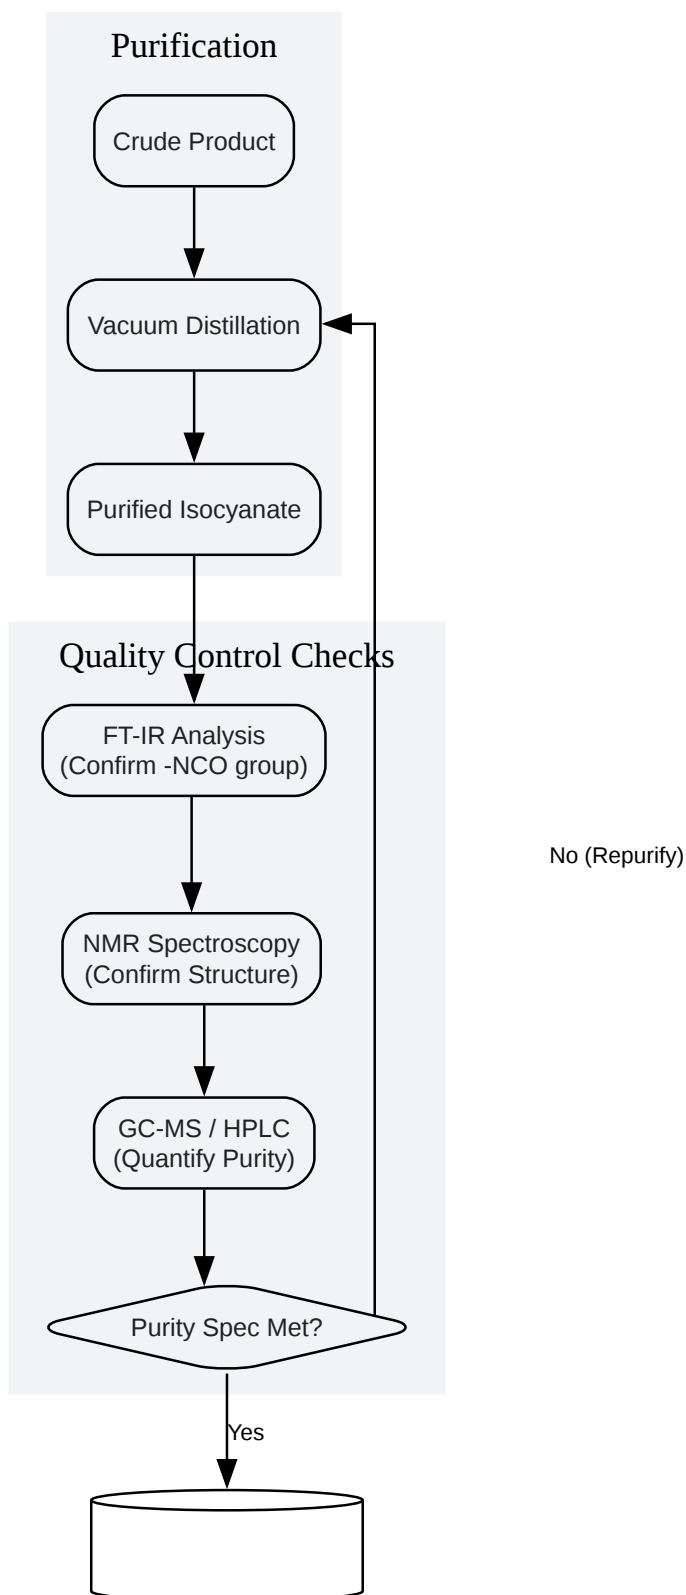 Purification
Crude Product
Vacuum Distillation
Purified Isocyanate
Quality Control Checks
FT-IR Analysis
(Confirm -NCO group)
No (Repurify)
NMR Spectroscopy
(Confirm Structure)
GC-MS / HPLC
(Quantify Purity)
Purity Spec Met?
Yes